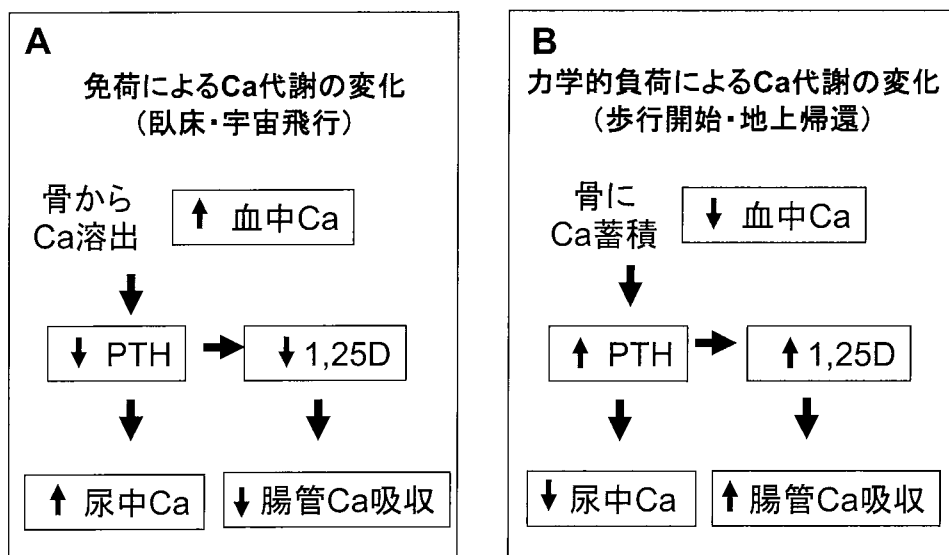 A
免荷によるCa代謝の変化
（臥床・宇宙飛行）
骨から
Ca溶出
↑ 血中Ca
↓ PTH
↓ 1,25D
↑ 尿中Ca
↓ 腸管Ca吸収
B
力学的負荷によるCa代謝の変化
（歩行開始・地上帰還）
骨に
Ca蓄積
↓ 血中Ca
↑ PTH
↑ 1,25D
↓ 尿中Ca
↑ 腸管Ca吸収